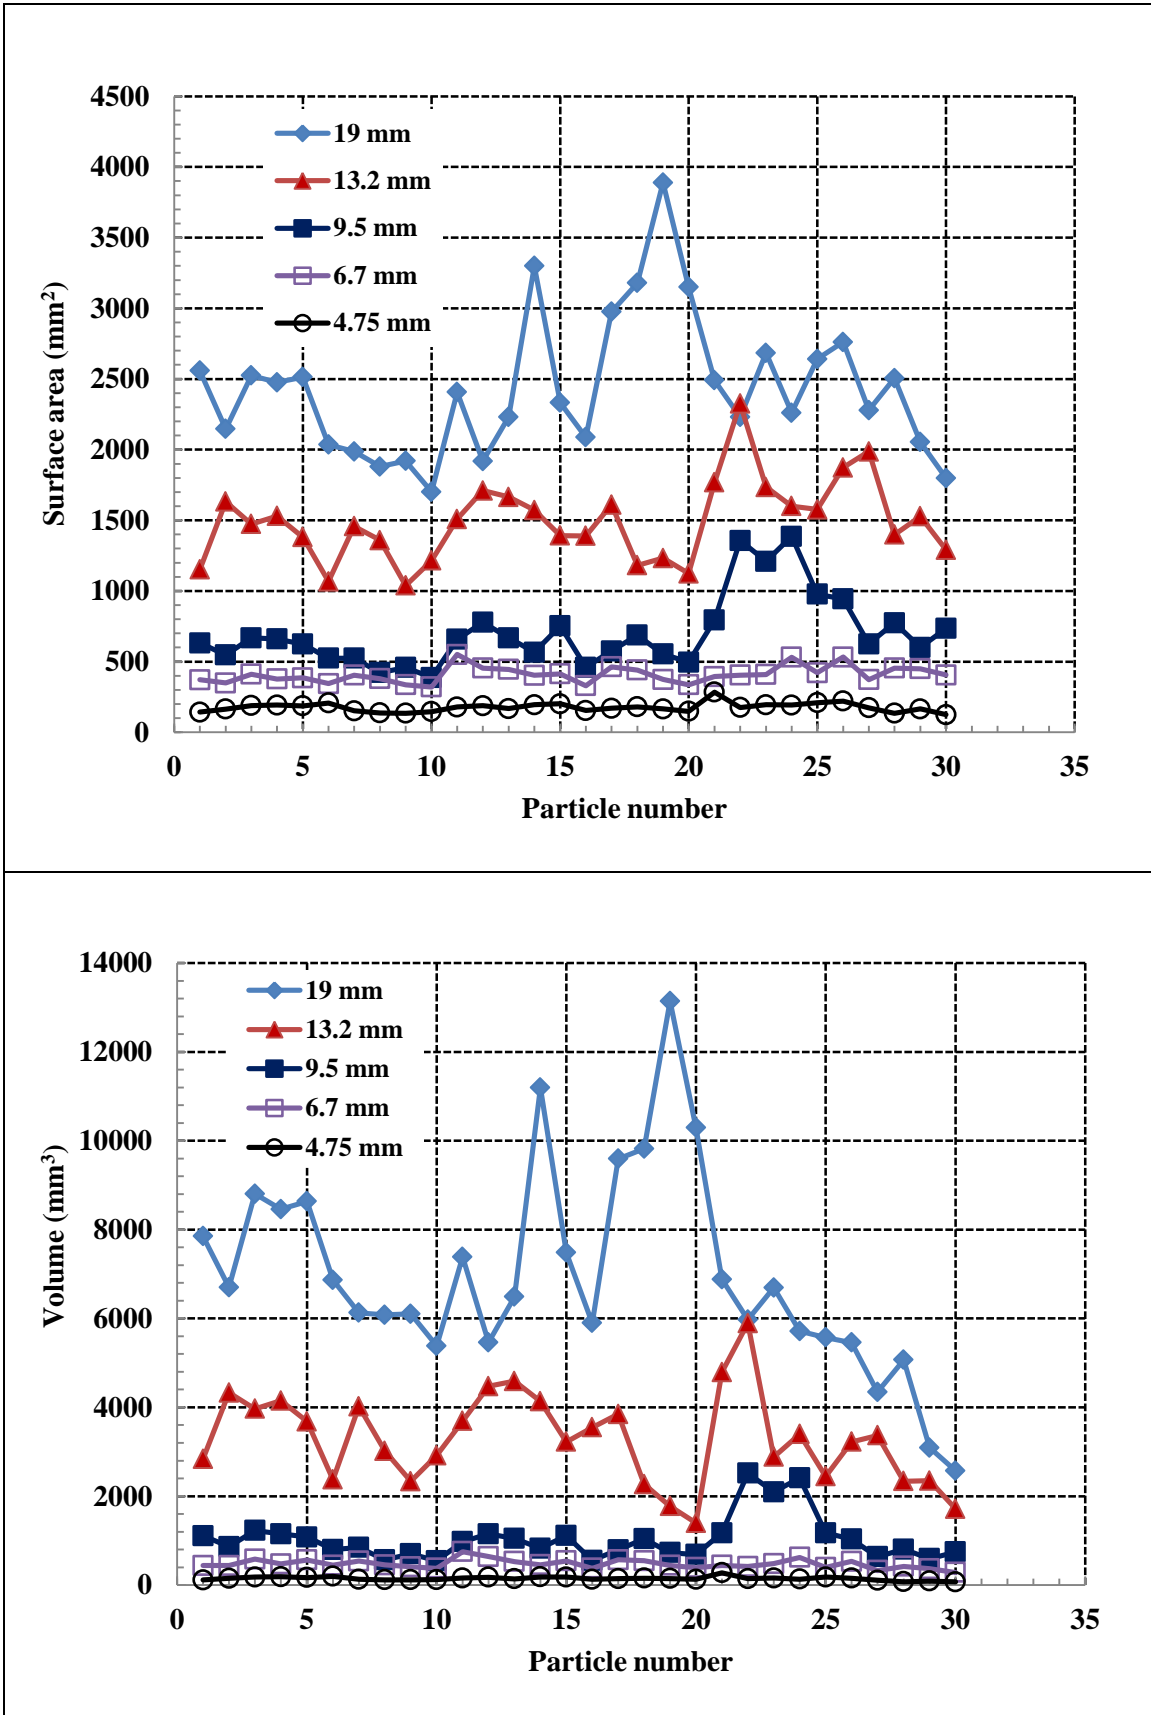 4500
4000
3500
3000
2500
2000
1500
1000
500
0
Surface area (mm²)
19 mm
13.2 mm
9.5 mm
6.7 mm
4.75 mm
0 5 10 15 20 25 30 35
Particle number
14000
12000
10000
8000
6000
4000
2000
0
Volume (mm³)
19 mm
13.2 mm
9.5 mm
6.7 mm
4.75 mm
0 5 10 15 20 25 30 35
Particle number